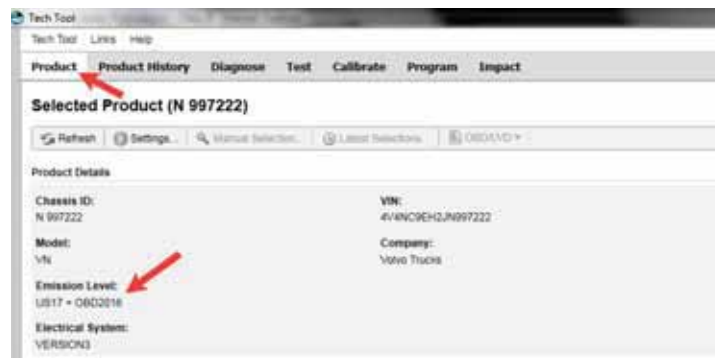 Tech Tool
Tech Tool Links Help
Product Product History Diagnose Test Calibrate Program Impact
Selected Product (N 997222)
Refresh Settings... Manual Selection... Latest Selections... OBD/I/VD
Product Details
Chassis ID: VIN:
N 997222 4V4NC9EH2JN997222
Model: Company:
VN Volvo Trucks
Emission Level:
US17 + OBD2016
Electrical System:
VERSION3